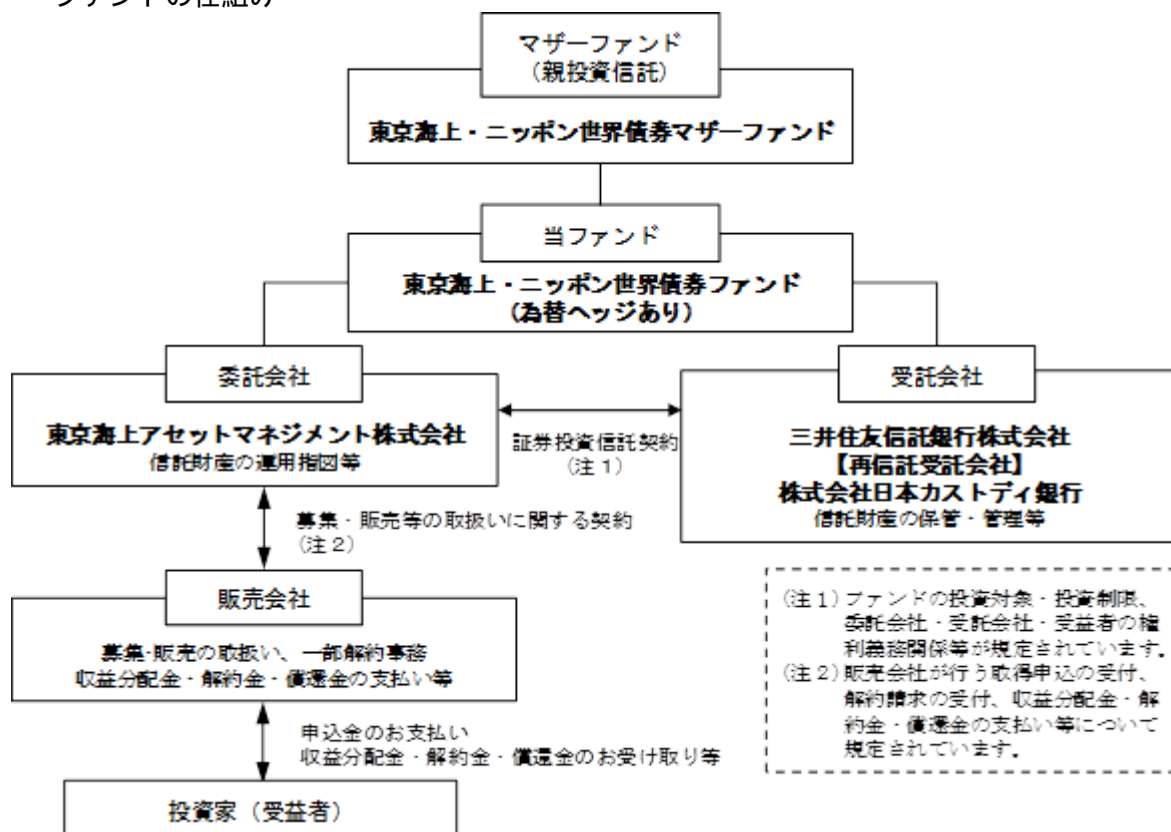 ファンドの仕組み
マザーファンド
(親投資信託)
東京海上・ニッポン世界債券マザーファンド
当ファンド
東京海上・ニッポン世界債券ファンド
(為替ヘッジあり)
委託会社
東京海上アセットマネジメント株式会社
信託財産の運用指図等
証券投資信託契約
(注1)
受託会社
三井住友信託銀行株式会社
【再信託受託会社】
株式会社日本カストディ銀行
信託財産の保管・管理等
募集・販売等の取扱いに関する契約
(注2)
販売会社
募集・販売の取扱い、一部解約事務
収益分配金・解約金・償還金の支払い等
申込金のお支払い
収益分配金・解約金・償還金のお受け取り等
投資家(受益者)
(注1)ファンドの投資対象・投資制限、
委託会社・受託会社・受益者の権
利義務関係等が規定されています。
(注2)販売会社が行う取得申込の受付、
解約請求の受付、収益分配金・解
約金・償還金の支払い等について
規定されています。